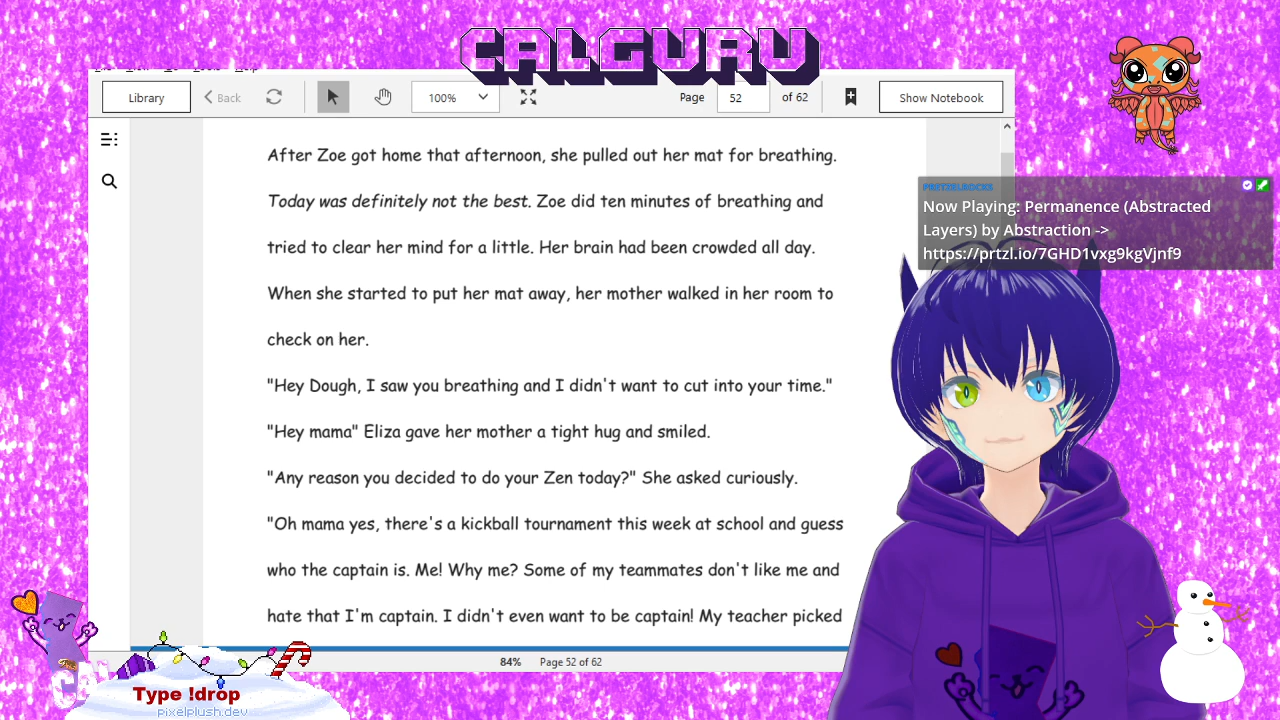 CALGURU
Library
Back
100%
Page
52
of 62
Show Notebook
After Zoe got home that afternoon, she pulled out her mat for breathing.
Today was definitely not the best. Zoe did ten minutes of breathing and
tried to clear her mind for a little. Her brain had been crowded all day.
When she started to put her mat away, her mother walked in her room to
check on her.
"Hey Dough, I saw you breathing and I didn't want to cut into your time."
"Hey mama" Eliza gave her mother a tight hug and smiled.
"Any reason you decided to do your Zen today?" She asked curiously.
"Oh mama yes, there's a kickball tournament this week at school and guess
who the captain is. Me! Why me? Some of my teammates don't like me and
hate that I'm captain. I didn't even want to be captain! My teacher picked
84%
Page 52 of 62
PRETZELROCKS
Now Playing: Permanence (Abstracted
Layers) by Abstraction ->
https://prtzl.io/7GHD1vxg9kgVjnf9
Type !drop
pixelplush.dev